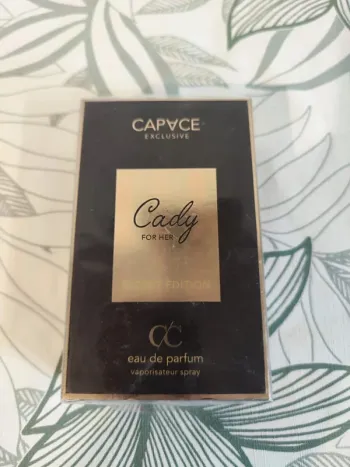 CAPACE
EXCLUSIVE
Cady
FOR HER
EDITION
CC
eau de parfum
vaporisateur spray